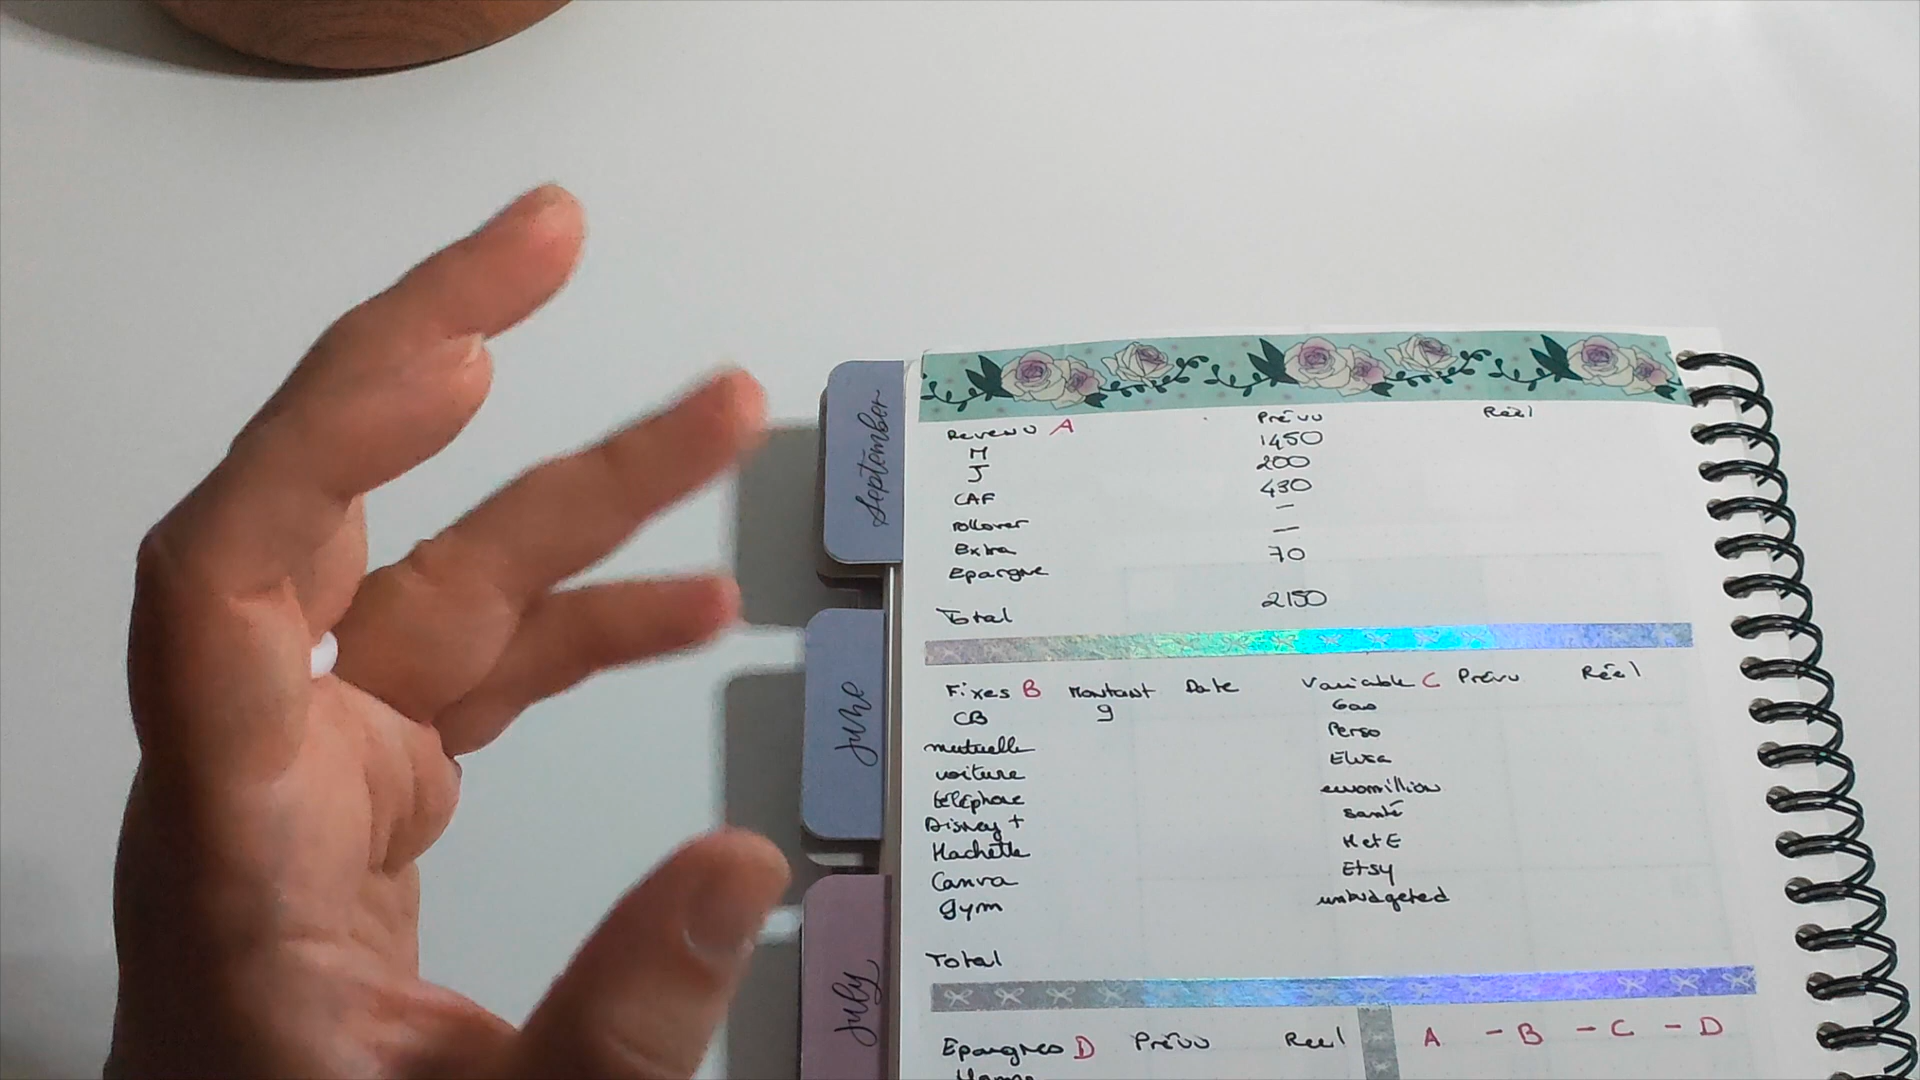 September
June
July
Revenu A Prévu Réel
M 1450
J 200
CAF 430
rollover —
Extra —
Epargne 70
Total 2150
Fixes B Montant Date Variable C Prévu Réel
CB 9 Gas
mutuelle Perso
voiture Elisa
téléphone euromillion
Disney + santé
Hachette M et E
Canva Etsy
gym unbudgeted
Total
Epargnes D Prévu Reel A - B - C - D